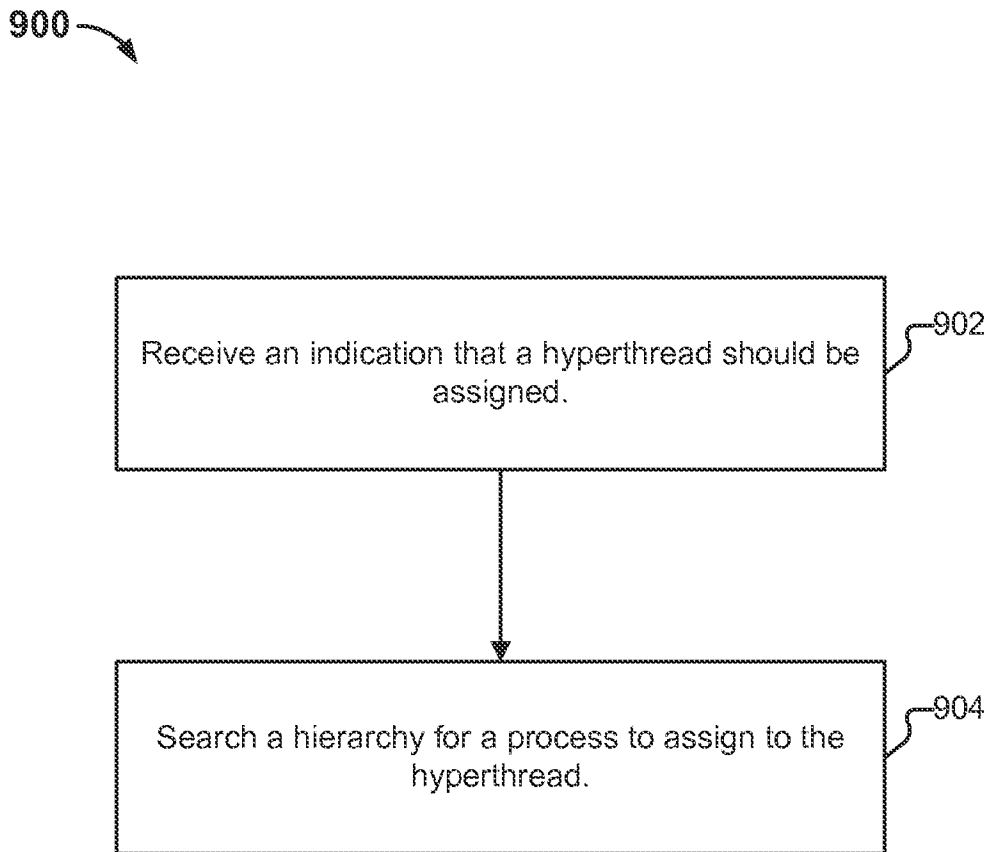 900
Receive an indication that a hyperthread should be
assigned.
902
Search a hierarchy for a process to assign to the
hyperthread.
904